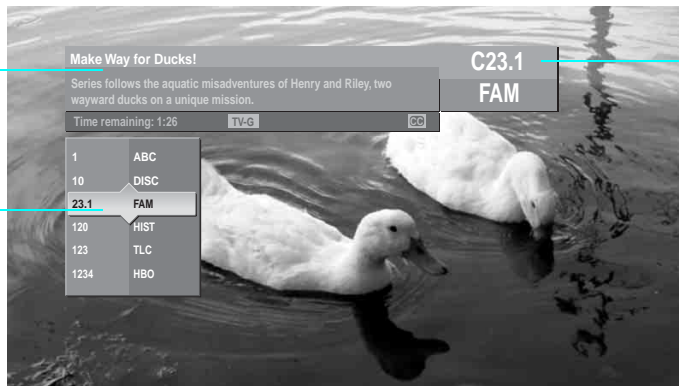 Make Way for Ducks!
C23.1
Series follows the aquatic misadventures of Henry and Riley, two
wayward ducks on a unique mission.
FAM
Time remaining: 1:26 TV-G CC
1 ABC
10 DISC
23.1 FAM
120 HIST
123 TLC
1234 HBO